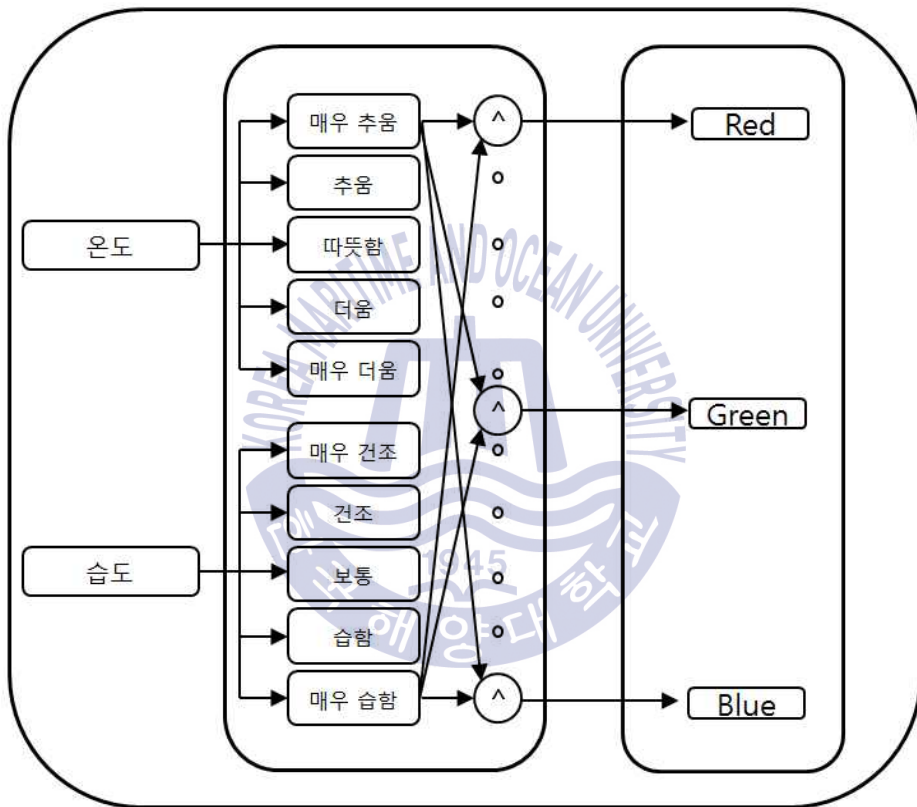 온도
습도
매우 추움
추움
따뜻함
더움
매우 더움
매우 건조
건조
보통
습함
매우 습함
^
^
^
Red
Green
Blue
KOREA MARITIME AND OCEAN UNIVERSITY
1945
한국해양대학교